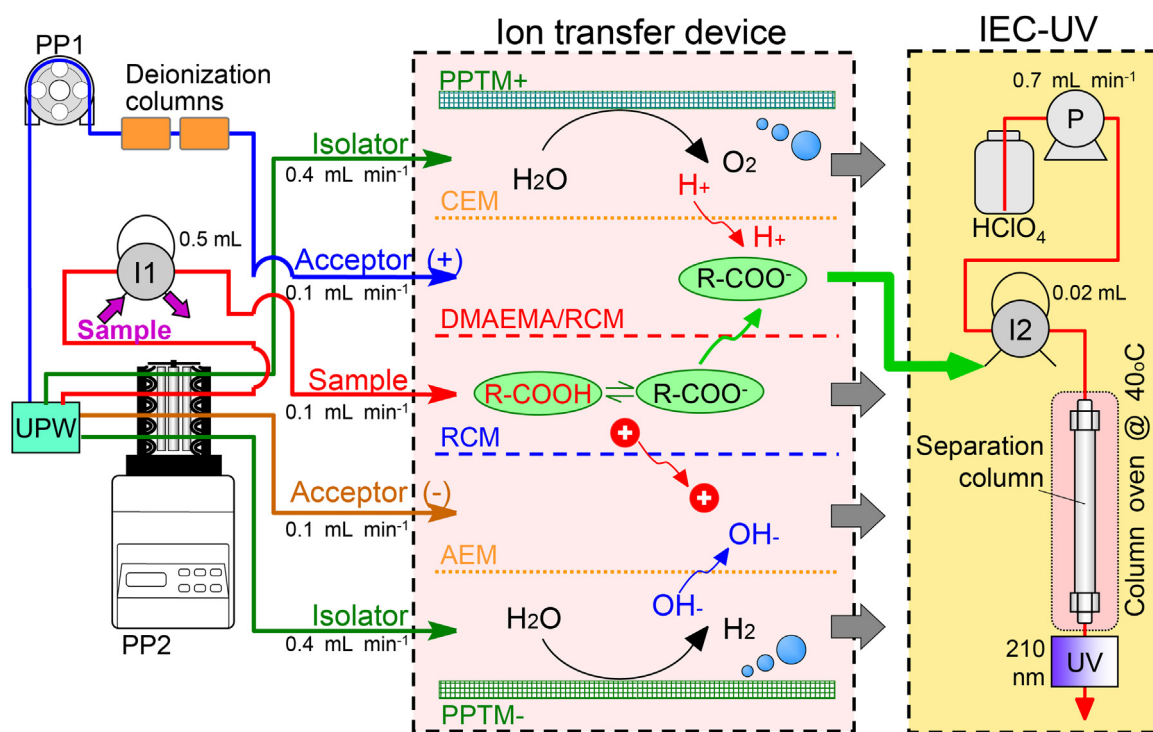 PP1
Deionization
columns
Ion transfer device
IEC-UV
PPTM+
Isolator
0.4 mL min⁻¹
H₂O
O₂
H+
CEM
H+
I1
0.5 mL
Sample
Acceptor (+)
0.1 mL min⁻¹
R-COO⁻
DMAEMA/RCM
Sample
0.1 mL min⁻¹
R-COOH ⇌ R-COO⁻
RCM
UPW
Acceptor (-)
0.1 mL min⁻¹
AEM
OH-
OH-
Isolator
0.4 mL min⁻¹
H₂O
H₂
PPTM-
PP2
0.7 mL min⁻¹
P
HClO₄
0.02 mL
I2
Separation
column
Column oven @ 40oC
210
nm
UV